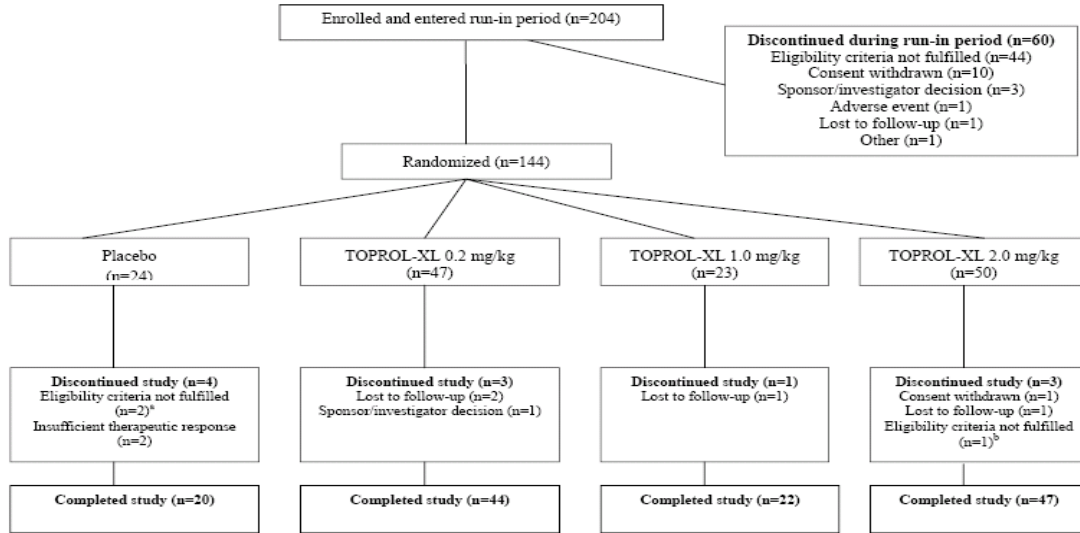 Enrolled and entered run-in period (n=204)
Discontinued during run-in period (n=60)
Eligibility criteria not fulfilled (n=44)
Consent withdrawn (n=10)
Sponsor/investigator decision (n=3)
Adverse event (n=1)
Lost to follow-up (n=1)
Other (n=1)
Randomized (n=144)
Placebo
(n=24)
TOPROL-XL 0.2 mg/kg
(n=47)
TOPROL-XL 1.0 mg/kg
(n=23)
TOPROL-XL 2.0 mg/kg
(n=50)
Discontinued study (n=4)
Eligibility criteria not fulfilled
(n=2)ª
Insufficient therapeutic response
(n=2)
Discontinued study (n=3)
Lost to follow-up (n=2)
Sponsor/investigator decision (n=1)
Discontinued study (n=1)
Lost to follow-up (n=1)
Discontinued study (n=3)
Consent withdrawn (n=1)
Lost to follow-up (n=1)
Eligibility criteria not fulfilled
(n=1)ᵇ
Completed study (n=20)
Completed study (n=44)
Completed study (n=22)
Completed study (n=47)